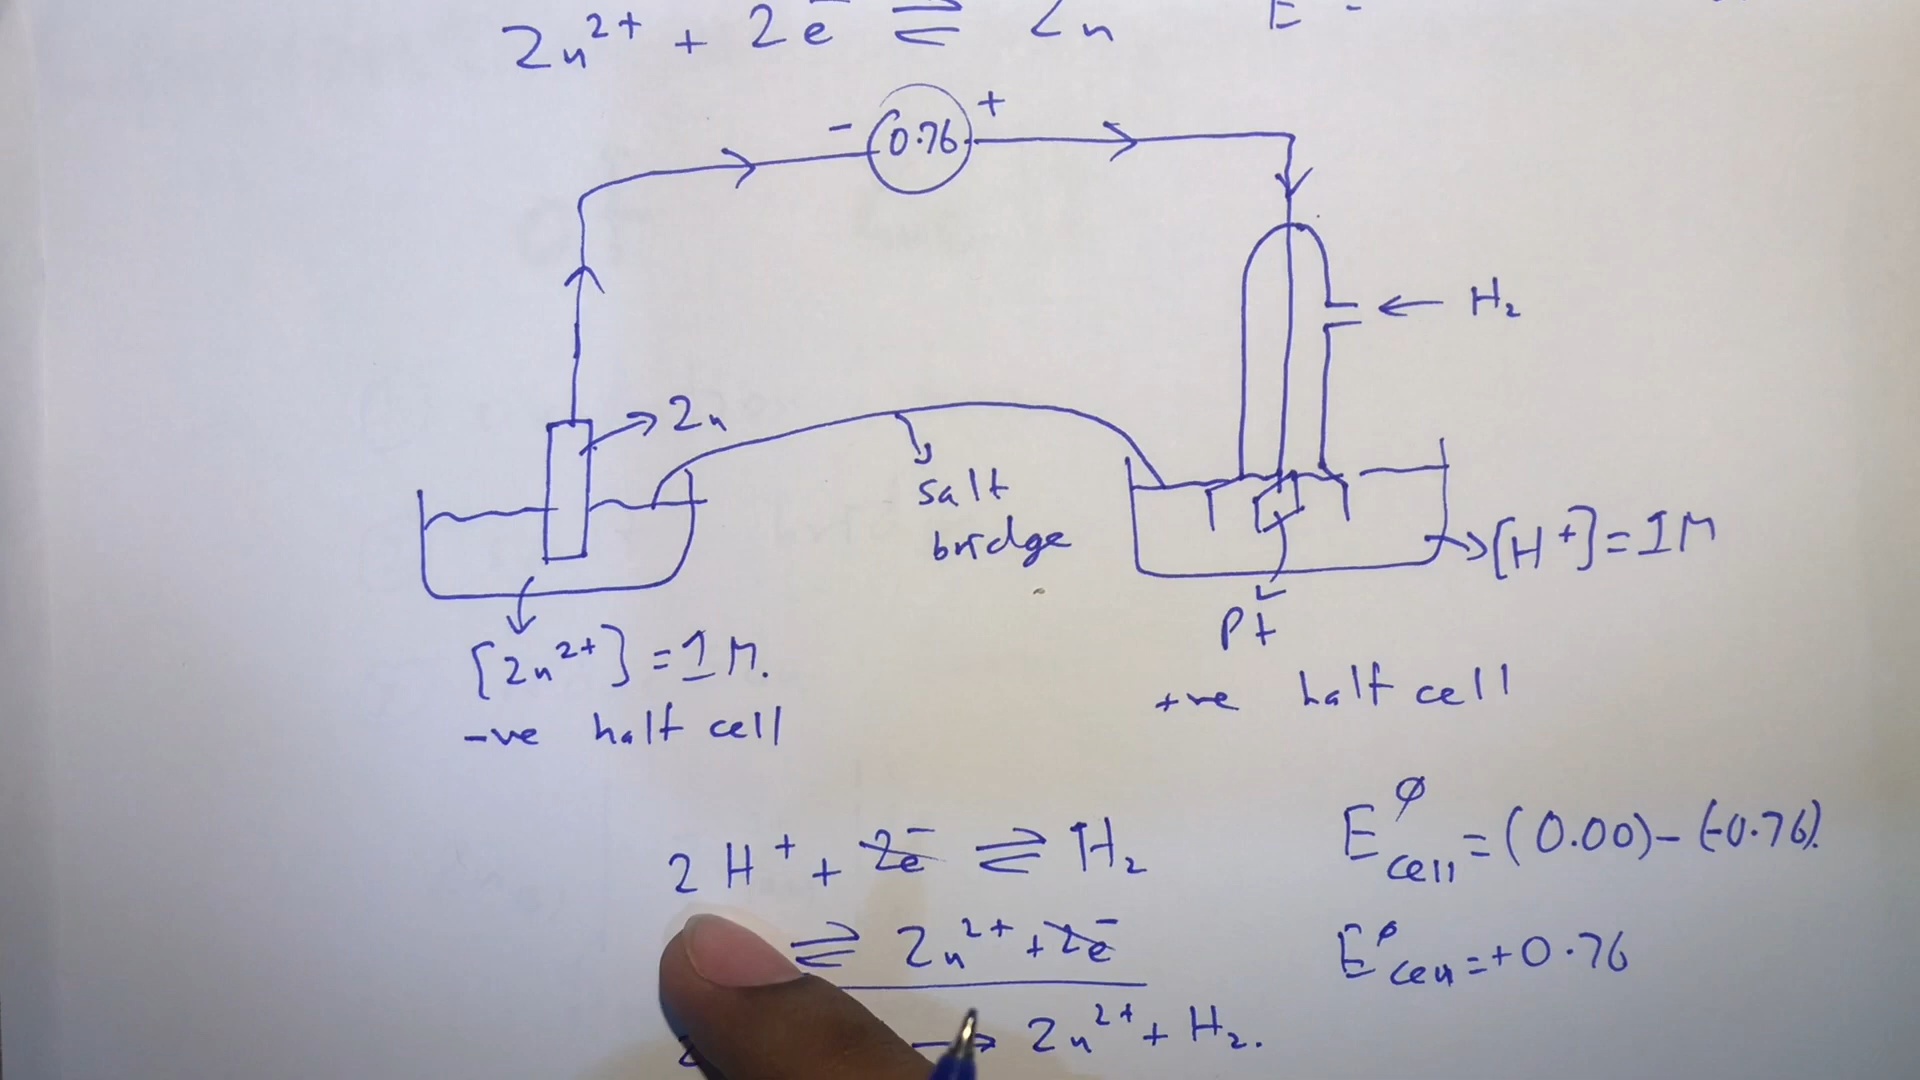 Zn²⁺ + 2e⁻ ⇌ Zn E
- 0.76 +
H₂
Zn
salt
bridge
[H⁺] = 1M
Pt
[Zn²⁺] = 1M.
-ve half cell
+ve half cell
2H⁺ + 2e⁻ ⇌ H₂
E°cell = (0.00) - (-0.76).
⇌ Zn²⁺ + 2e⁻
E°cell = +0.76
→ Zn²⁺ + H₂.